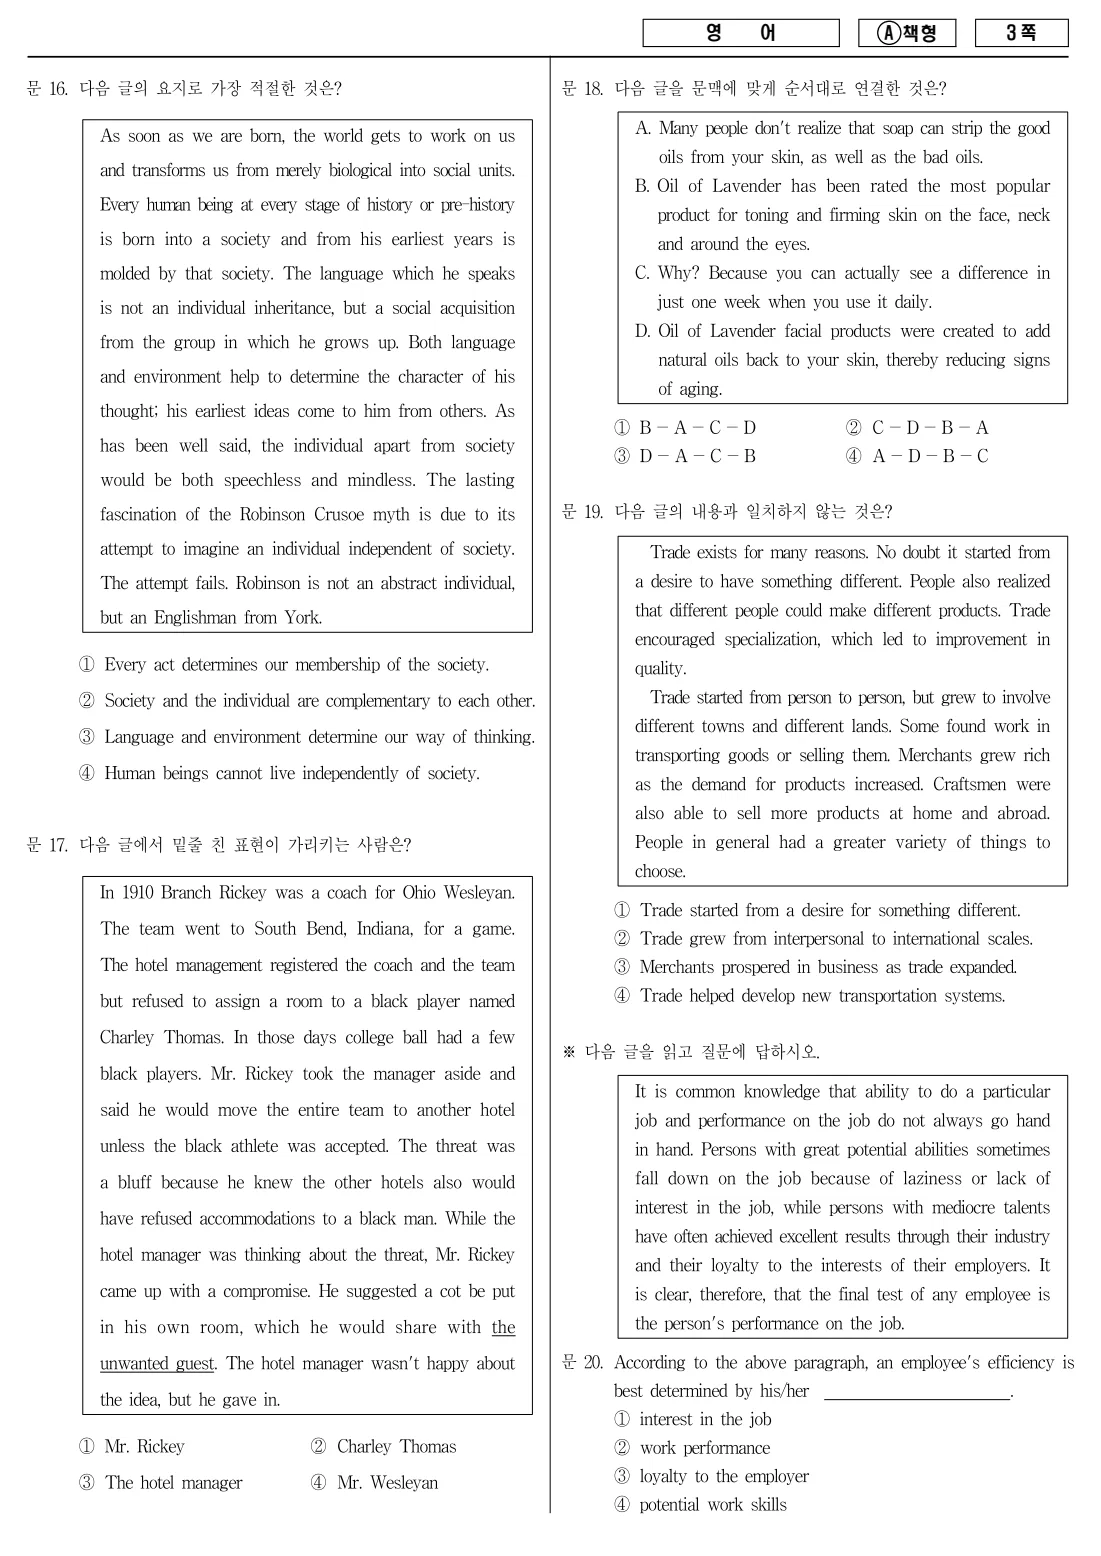 영 어
Ⓐ책형
3쪽
문 16. 다음 글의 요지로 가장 적절한 것은?
As soon as we are born, the world gets to work on us
and transforms us from merely biological into social units.
Every human being at every stage of history or pre-history
is born into a society and from his earliest years is
molded by that society. The language which he speaks
is not an individual inheritance, but a social acquisition
from the group in which he grows up. Both language
and environment help to determine the character of his
thought; his earliest ideas come to him from others. As
has been well said, the individual apart from society
would be both speechless and mindless. The lasting
fascination of the Robinson Crusoe myth is due to its
attempt to imagine an individual independent of society.
The attempt fails. Robinson is not an abstract individual,
but an Englishman from York.
① Every act determines our membership of the society.
② Society and the individual are complementary to each other.
③ Language and environment determine our way of thinking.
④ Human beings cannot live independently of society.
문 17. 다음 글에서 밑줄 친 표현이 가리키는 사람은?
In 1910 Branch Rickey was a coach for Ohio Wesleyan.
The team went to South Bend, Indiana, for a game.
The hotel management registered the coach and the team
but refused to assign a room to a black player named
Charley Thomas. In those days college ball had a few
black players. Mr. Rickey took the manager aside and
said he would move the entire team to another hotel
unless the black athlete was accepted. The threat was
a bluff because he knew the other hotels also would
have refused accommodations to a black man. While the
hotel manager was thinking about the threat, Mr. Rickey
came up with a compromise. He suggested a cot be put
in his own room, which he would share with the
unwanted guest. The hotel manager wasn't happy about
the idea, but he gave in.
① Mr. Rickey ② Charley Thomas
③ The hotel manager ④ Mr. Wesleyan
문 18. 다음 글을 문맥에 맞게 순서대로 연결한 것은?
A. Many people don't realize that soap can strip the good
oils from your skin, as well as the bad oils.
B. Oil of Lavender has been rated the most popular
product for toning and firming skin on the face, neck
and around the eyes.
C. Why? Because you can actually see a difference in
just one week when you use it daily.
D. Oil of Lavender facial products were created to add
natural oils back to your skin, thereby reducing signs
of aging.
① B - A - C - D ② C - D - B - A
③ D - A - C - B ④ A - D - B - C
문 19. 다음 글의 내용과 일치하지 않는 것은?
Trade exists for many reasons. No doubt it started from
a desire to have something different. People also realized
that different people could make different products. Trade
encouraged specialization, which led to improvement in
quality.
Trade started from person to person, but grew to involve
different towns and different lands. Some found work in
transporting goods or selling them. Merchants grew rich
as the demand for products increased. Craftsmen were
also able to sell more products at home and abroad.
People in general had a greater variety of things to
choose.
① Trade started from a desire for something different.
② Trade grew from interpersonal to international scales.
③ Merchants prospered in business as trade expanded.
④ Trade helped develop new transportation systems.
※ 다음 글을 읽고 질문에 답하시오.
It is common knowledge that ability to do a particular
job and performance on the job do not always go hand
in hand. Persons with great potential abilities sometimes
fall down on the job because of laziness or lack of
interest in the job, while persons with mediocre talents
have often achieved excellent results through their industry
and their loyalty to the interests of their employers. It
is clear, therefore, that the final test of any employee is
the person's performance on the job.
문 20. According to the above paragraph, an employee's efficiency is
best determined by his/her ____________________.
① interest in the job
② work performance
③ loyalty to the employer
④ potential work skills